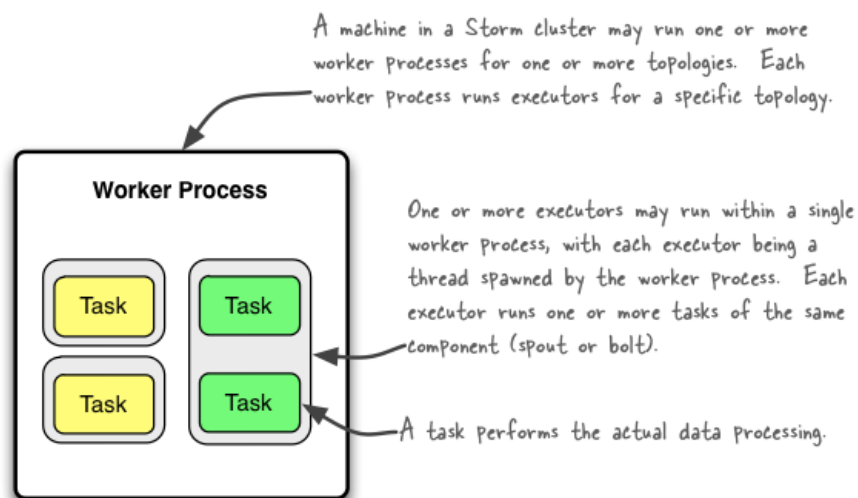 A machine in a Storm cluster may run one or more
worker processes for one or more topologies. Each
worker process runs executors for a specific topology.
Worker Process
One or more executors may run within a single
worker process, with each executor being a
thread spawned by the worker process. Each
executor runs one or more tasks of the same
component (spout or bolt).
Task
Task
Task
Task
A task performs the actual data processing.